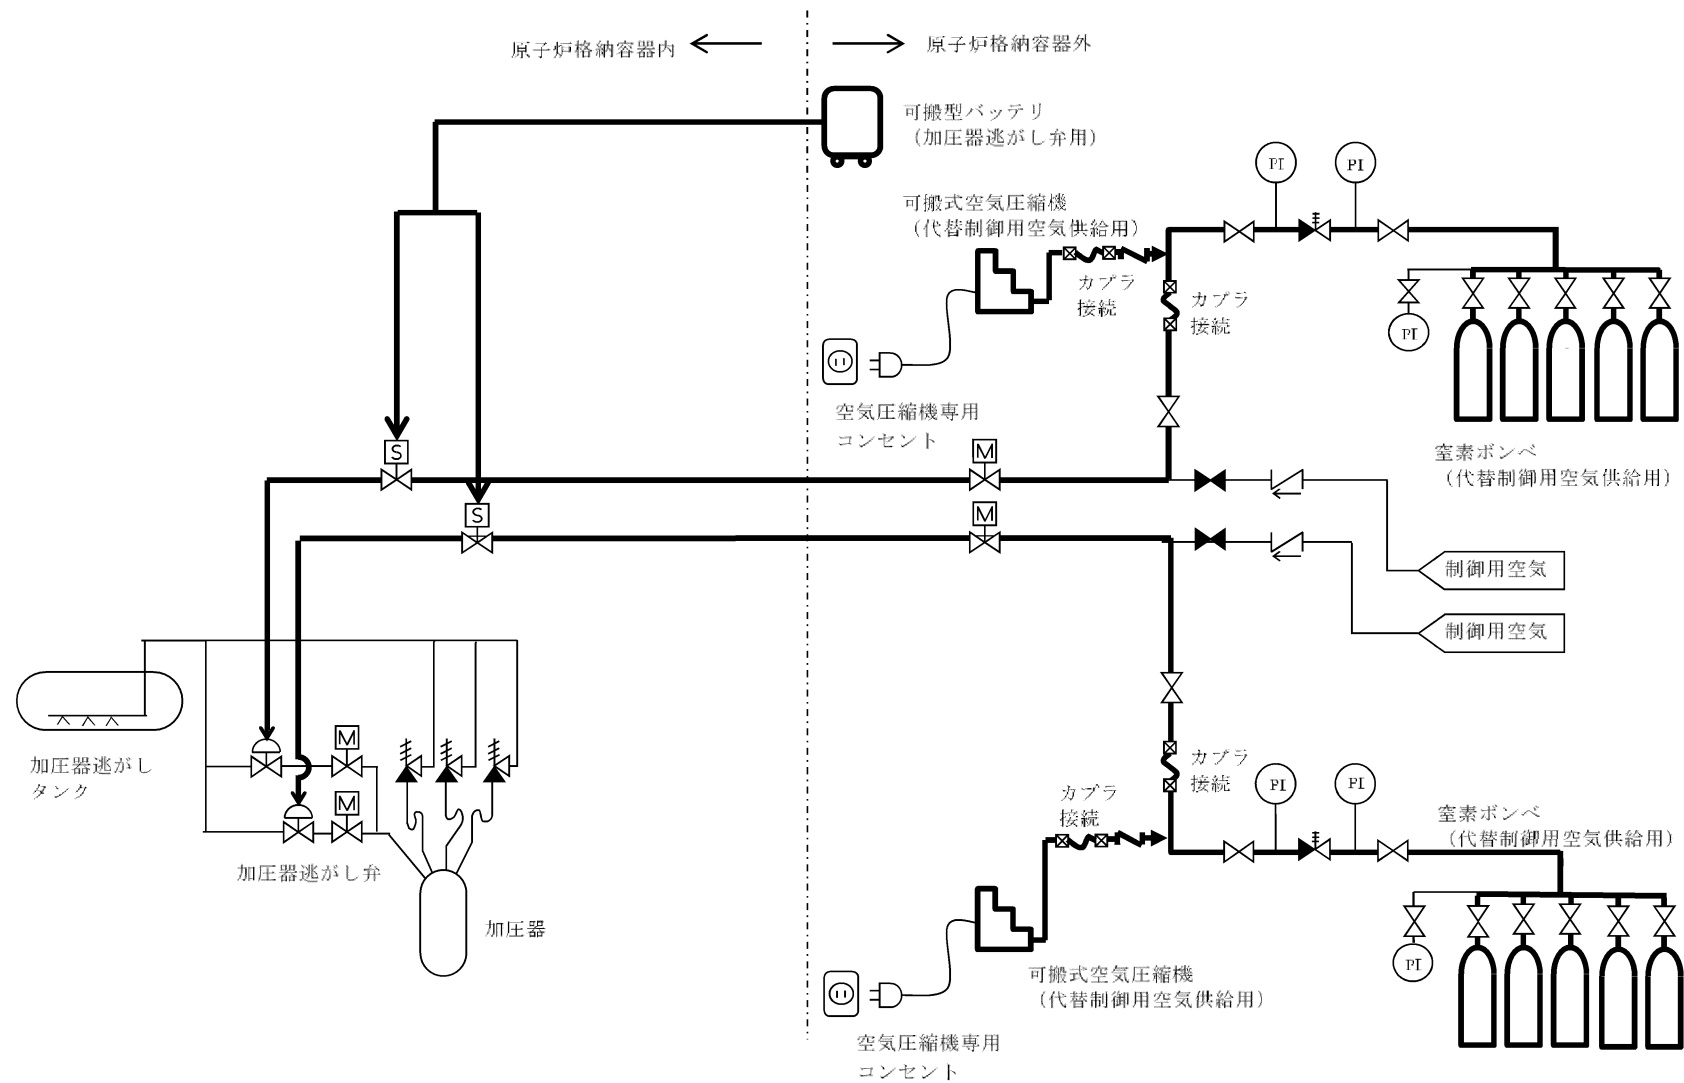 原子炉格納容器内
原子炉格納容器外
可搬型バッテリ
（加圧器逃がし弁用）
可搬式空気圧縮機
（代替制御用空気供給用）
PI
PI
カプラ
接続
カプラ
接続
PI
空気圧縮機専用
コンセント
窒素ボンベ
（代替制御用空気供給用）
S
M
S
M
制御用空気
制御用空気
加圧器逃がし
タンク
M
M
加圧器逃がし弁
加圧器
カプラ
接続
カプラ
接続
PI
PI
窒素ボンベ
（代替制御用空気供給用）
PI
可搬式空気圧縮機
（代替制御用空気供給用）
空気圧縮機専用
コンセント